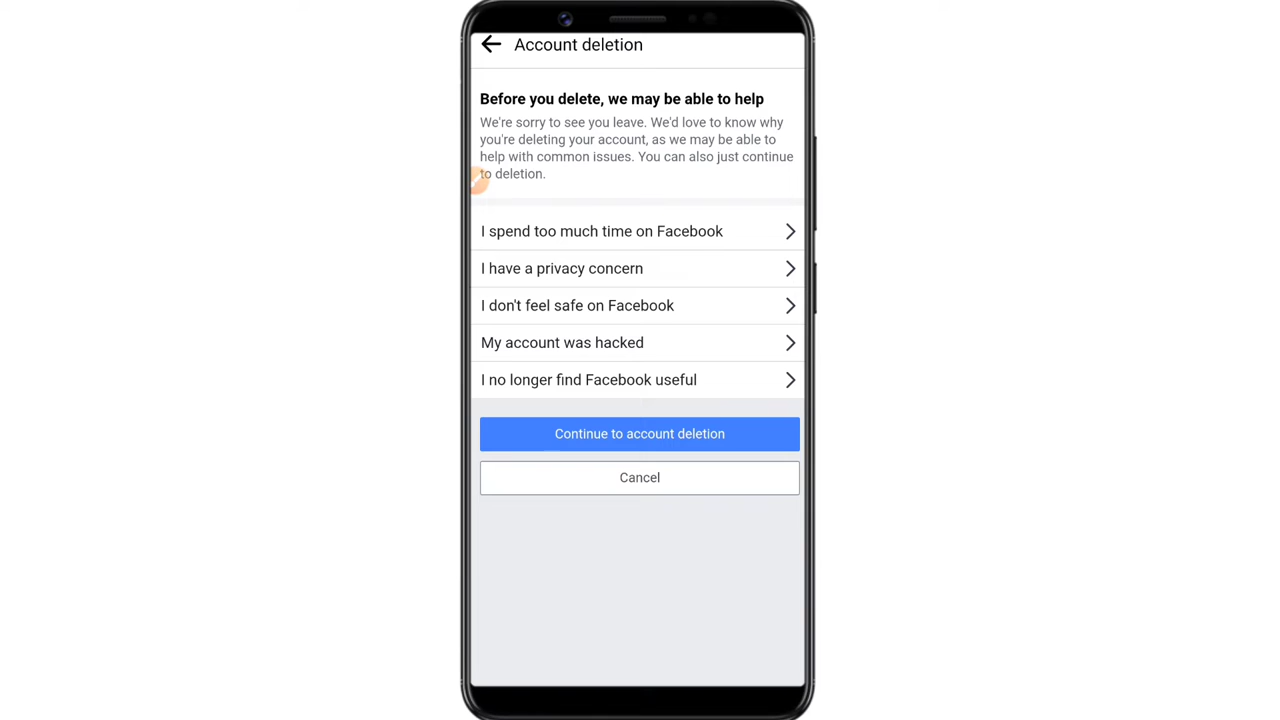 Account deletion
Before you delete, we may be able to help
We're sorry to see you leave. We'd love to know why
you're deleting your account, as we may be able to
help with common issues. You can also just continue
to deletion.
I spend too much time on Facebook
I have a privacy concern
I don't feel safe on Facebook
My account was hacked
I no longer find Facebook useful
Continue to account deletion
Cancel